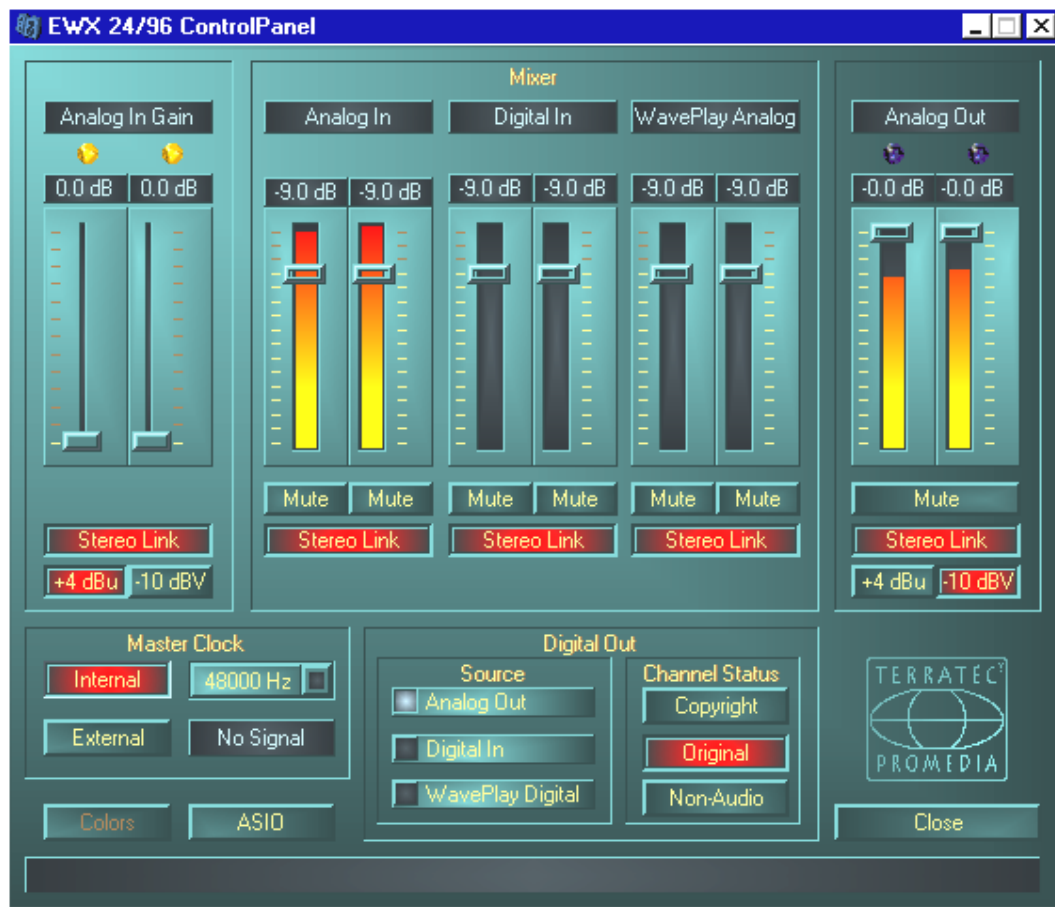 EWX 24/96 ControlPanel
Mixer
Analog In Gain
Analog In
Digital In
WavePlay Analog
Analog Out
0.0 dB 0.0 dB
-9.0 dB -9.0 dB
-9.0 dB -9.0 dB
-9.0 dB -9.0 dB
-0.0 dB -0.0 dB
Mute Mute
Mute Mute
Mute Mute
Mute
Stereo Link
Stereo Link
Stereo Link
Stereo Link
Stereo Link
+4 dBu -10 dBV
+4 dBu -10 dBV
Master Clock
Internal 48000 Hz
External No Signal
Colors ASIO
Digital Out
Source
Analog Out
Digital In
WavePlay Digital
Channel Status
Copyright
Original
Non-Audio
TERRATEC
PROMEDIA
Close